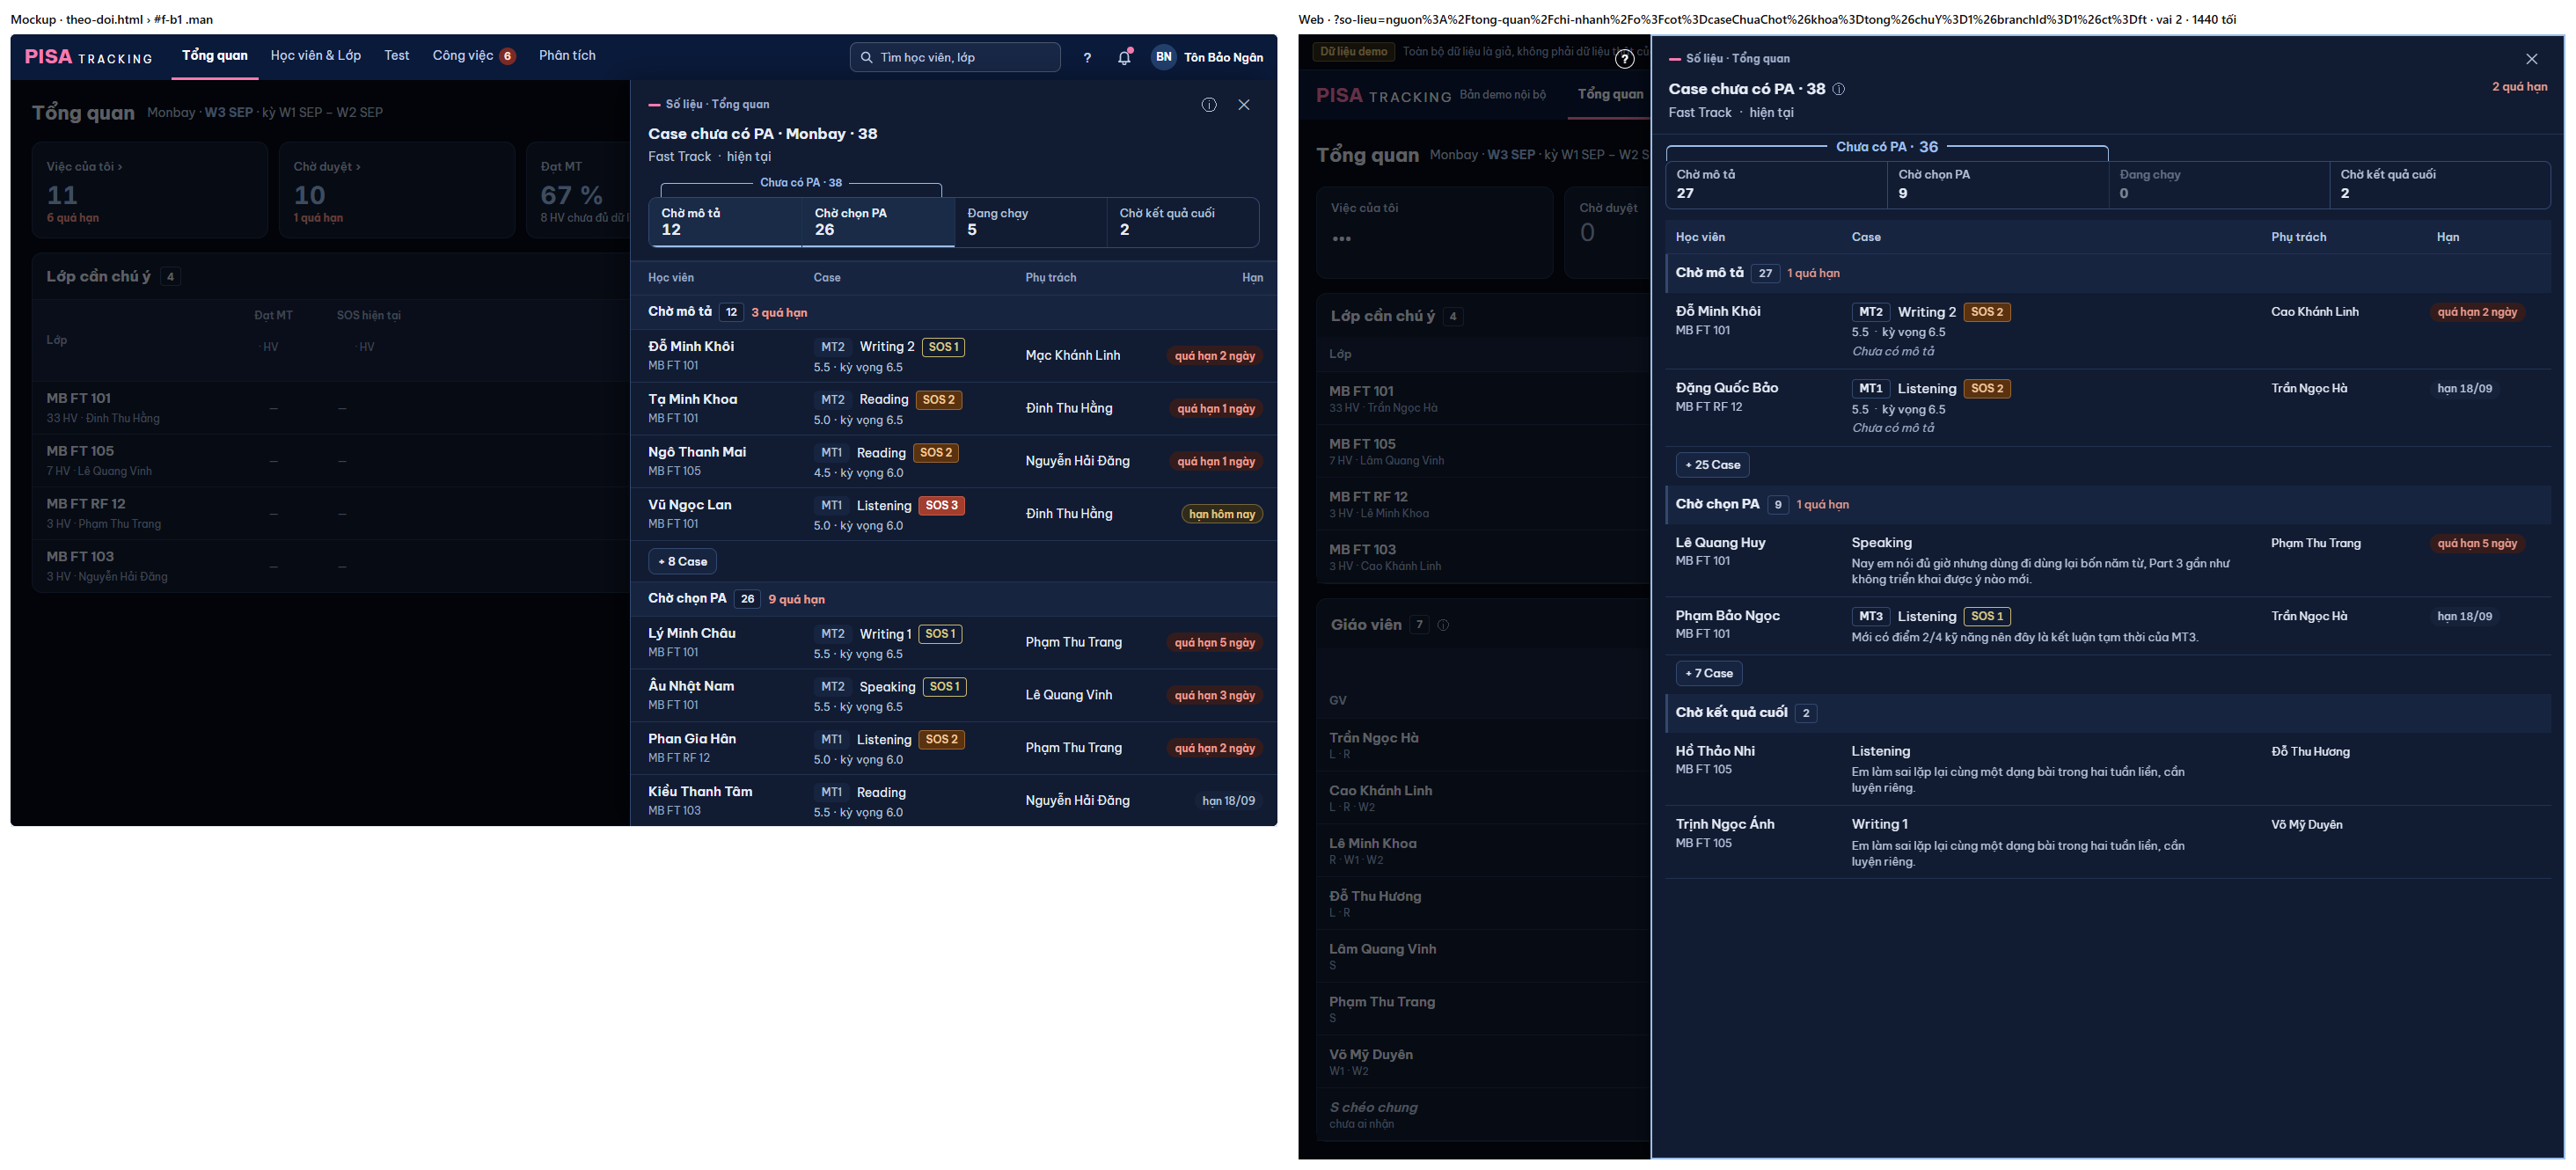 Mockup · theo-doi.html › #f-b1 .man
PISA TRACKING
Tổng quan
Học viên & Lớp
Test
Công việc 6
Phân tích
Tìm học viên, lớp
?
BN
Tôn Bảo Ngân
Tổng quan
Monbay · W3 SEP · kỳ W1 SEP – W2 SEP
Việc của tôi ›
11
6 quá hạn
Chờ duyệt ›
10
1 quá hạn
Đạt MT
67 %
8 HV chưa đủ dữ l
Lớp cần chú ý 4
Lớp
Đạt MT
· HV
SOS hiện tại
· HV
MB FT 101
33 HV · Đinh Thu Hằng
— —
MB FT 105
7 HV · Lê Quang Vinh
— —
MB FT RF 12
3 HV · Phạm Thu Trang
— —
MB FT 103
3 HV · Nguyễn Hải Đăng
— —
Số liệu · Tổng quan
Case chưa có PA · Monbay · 38
Fast Track · hiện tại
Chưa có PA · 38
Chờ mô tả
12
Chờ chọn PA
26
Đang chạy
5
Chờ kết quả cuối
2
Học viên Case Phụ trách Hạn
Chờ mô tả 12 3 quá hạn
Đỗ Minh Khôi MT2 Writing 2 SOS 1 Mạc Khánh Linh quá hạn 2 ngày
MB FT 101 5.5 · kỳ vọng 6.5
Tạ Minh Khoa MT2 Reading SOS 2 Đinh Thu Hằng quá hạn 1 ngày
MB FT 101 5.0 · kỳ vọng 6.5
Ngô Thanh Mai MT1 Reading SOS 2 Nguyễn Hải Đăng quá hạn 1 ngày
MB FT 105 4.5 · kỳ vọng 6.0
Vũ Ngọc Lan MT1 Listening SOS 3 Đinh Thu Hằng hạn hôm nay
MB FT 101 5.0 · kỳ vọng 6.0
+ 8 Case
Chờ chọn PA 26 9 quá hạn
Lý Minh Châu MT2 Writing 1 SOS 1 Phạm Thu Trang quá hạn 5 ngày
MB FT 101 5.5 · kỳ vọng 6.5
Âu Nhật Nam MT2 Speaking SOS 1 Lê Quang Vinh quá hạn 3 ngày
MB FT 101 5.5 · kỳ vọng 6.5
Phan Gia Hân MT1 Listening SOS 2 Phạm Thu Trang quá hạn 2 ngày
MB FT RF 12 5.0 · kỳ vọng 6.0
Kiều Thanh Tâm MT1 Reading Nguyễn Hải Đăng hạn 18/09
MB FT 103 5.5 · kỳ vọng 6.0
Web · ?so-lieu=nguon%3A%2Ftong-quan%2Fchi-nhanh%2Fo%3Fcot%3DcaseChuaChot%26khoa%3Dtong%26chuY%3D1%26branchId%3D1%26ct%3Dft · vai 2 · 1440 tối
Dữ liệu demo
Toàn bộ dữ liệu là giả, không phải dữ liệu thật củ
?
PISA TRACKING
Bản demo nội bộ
Tổng quan
Tổng quan
Monbay · W3 SEP · kỳ W1 SEP – W2 S
Việc của tôi
•••
Chờ duyệt
0
Lớp cần chú ý 4
Lớp
MB FT 101
33 HV · Trần Ngọc Hà
MB FT 105
7 HV · Lâm Quang Vinh
MB FT RF 12
3 HV · Lê Minh Khoa
MB FT 103
3 HV · Cao Khánh Linh
Giáo viên 7
GV
Trần Ngọc Hà
L · R
Cao Khánh Linh
L · R · W2
Lê Minh Khoa
R · W1 · W2
Đỗ Thu Hương
L · R
Lâm Quang Vinh
S
Phạm Thu Trang
S
Võ Mỹ Duyên
W1 · W2
S chéo chung
chưa ai nhận
Số liệu · Tổng quan
Case chưa có PA · 38
2 quá hạn
Fast Track · hiện tại
Chưa có PA · 36
Chờ mô tả
27
Chờ chọn PA
9
Đang chạy
0
Chờ kết quả cuối
2
Học viên Case Phụ trách Hạn
Chờ mô tả 27 1 quá hạn
Đỗ Minh Khôi MT2 Writing 2 SOS 2 Cao Khánh Linh quá hạn 2 ngày
MB FT 101 5.5 · kỳ vọng 6.5
Chưa có mô tả
Đặng Quốc Bảo MT1 Listening SOS 2 Trần Ngọc Hà hạn 18/09
MB FT RF 12 5.5 · kỳ vọng 6.5
Chưa có mô tả
+ 25 Case
Chờ chọn PA 9 1 quá hạn
Lê Quang Huy Speaking Phạm Thu Trang quá hạn 5 ngày
MB FT 101 Nay em nói đủ giờ nhưng dùng đi dùng lại bốn năm từ, Part 3 gần như
không triển khai được ý nào mới.
Phạm Bảo Ngọc MT3 Listening SOS 1 Trần Ngọc Hà hạn 18/09
MB FT 101 Mới có điểm 2/4 kỹ năng nên đây là kết luận tạm thời của MT3.
+ 7 Case
Chờ kết quả cuối 2
Hồ Thảo Nhi Listening Đỗ Thu Hương
MB FT 105 Em làm sai lặp lại cùng một dạng bài trong hai tuần liền, cần
luyện riêng.
Trịnh Ngọc Ánh Writing 1 Võ Mỹ Duyên
MB FT 105 Em làm sai lặp lại cùng một dạng bài trong hai tuần liền, cần
luyện riêng.